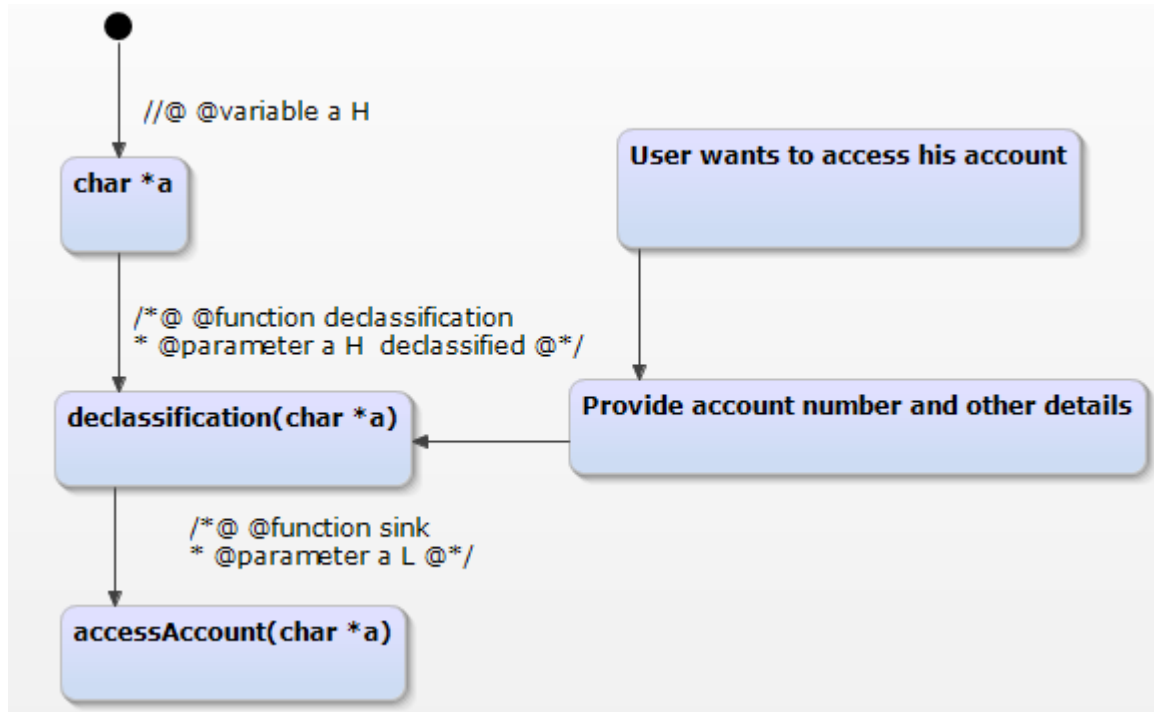 //@ @variable a H
char *a
User wants to access his account
/*@ @function declassification
* @parameter a H  declassified @*/
declassification(char *a)
Provide account number and other details
/*@ @function sink
* @parameter a L @*/
accessAccount(char *a)